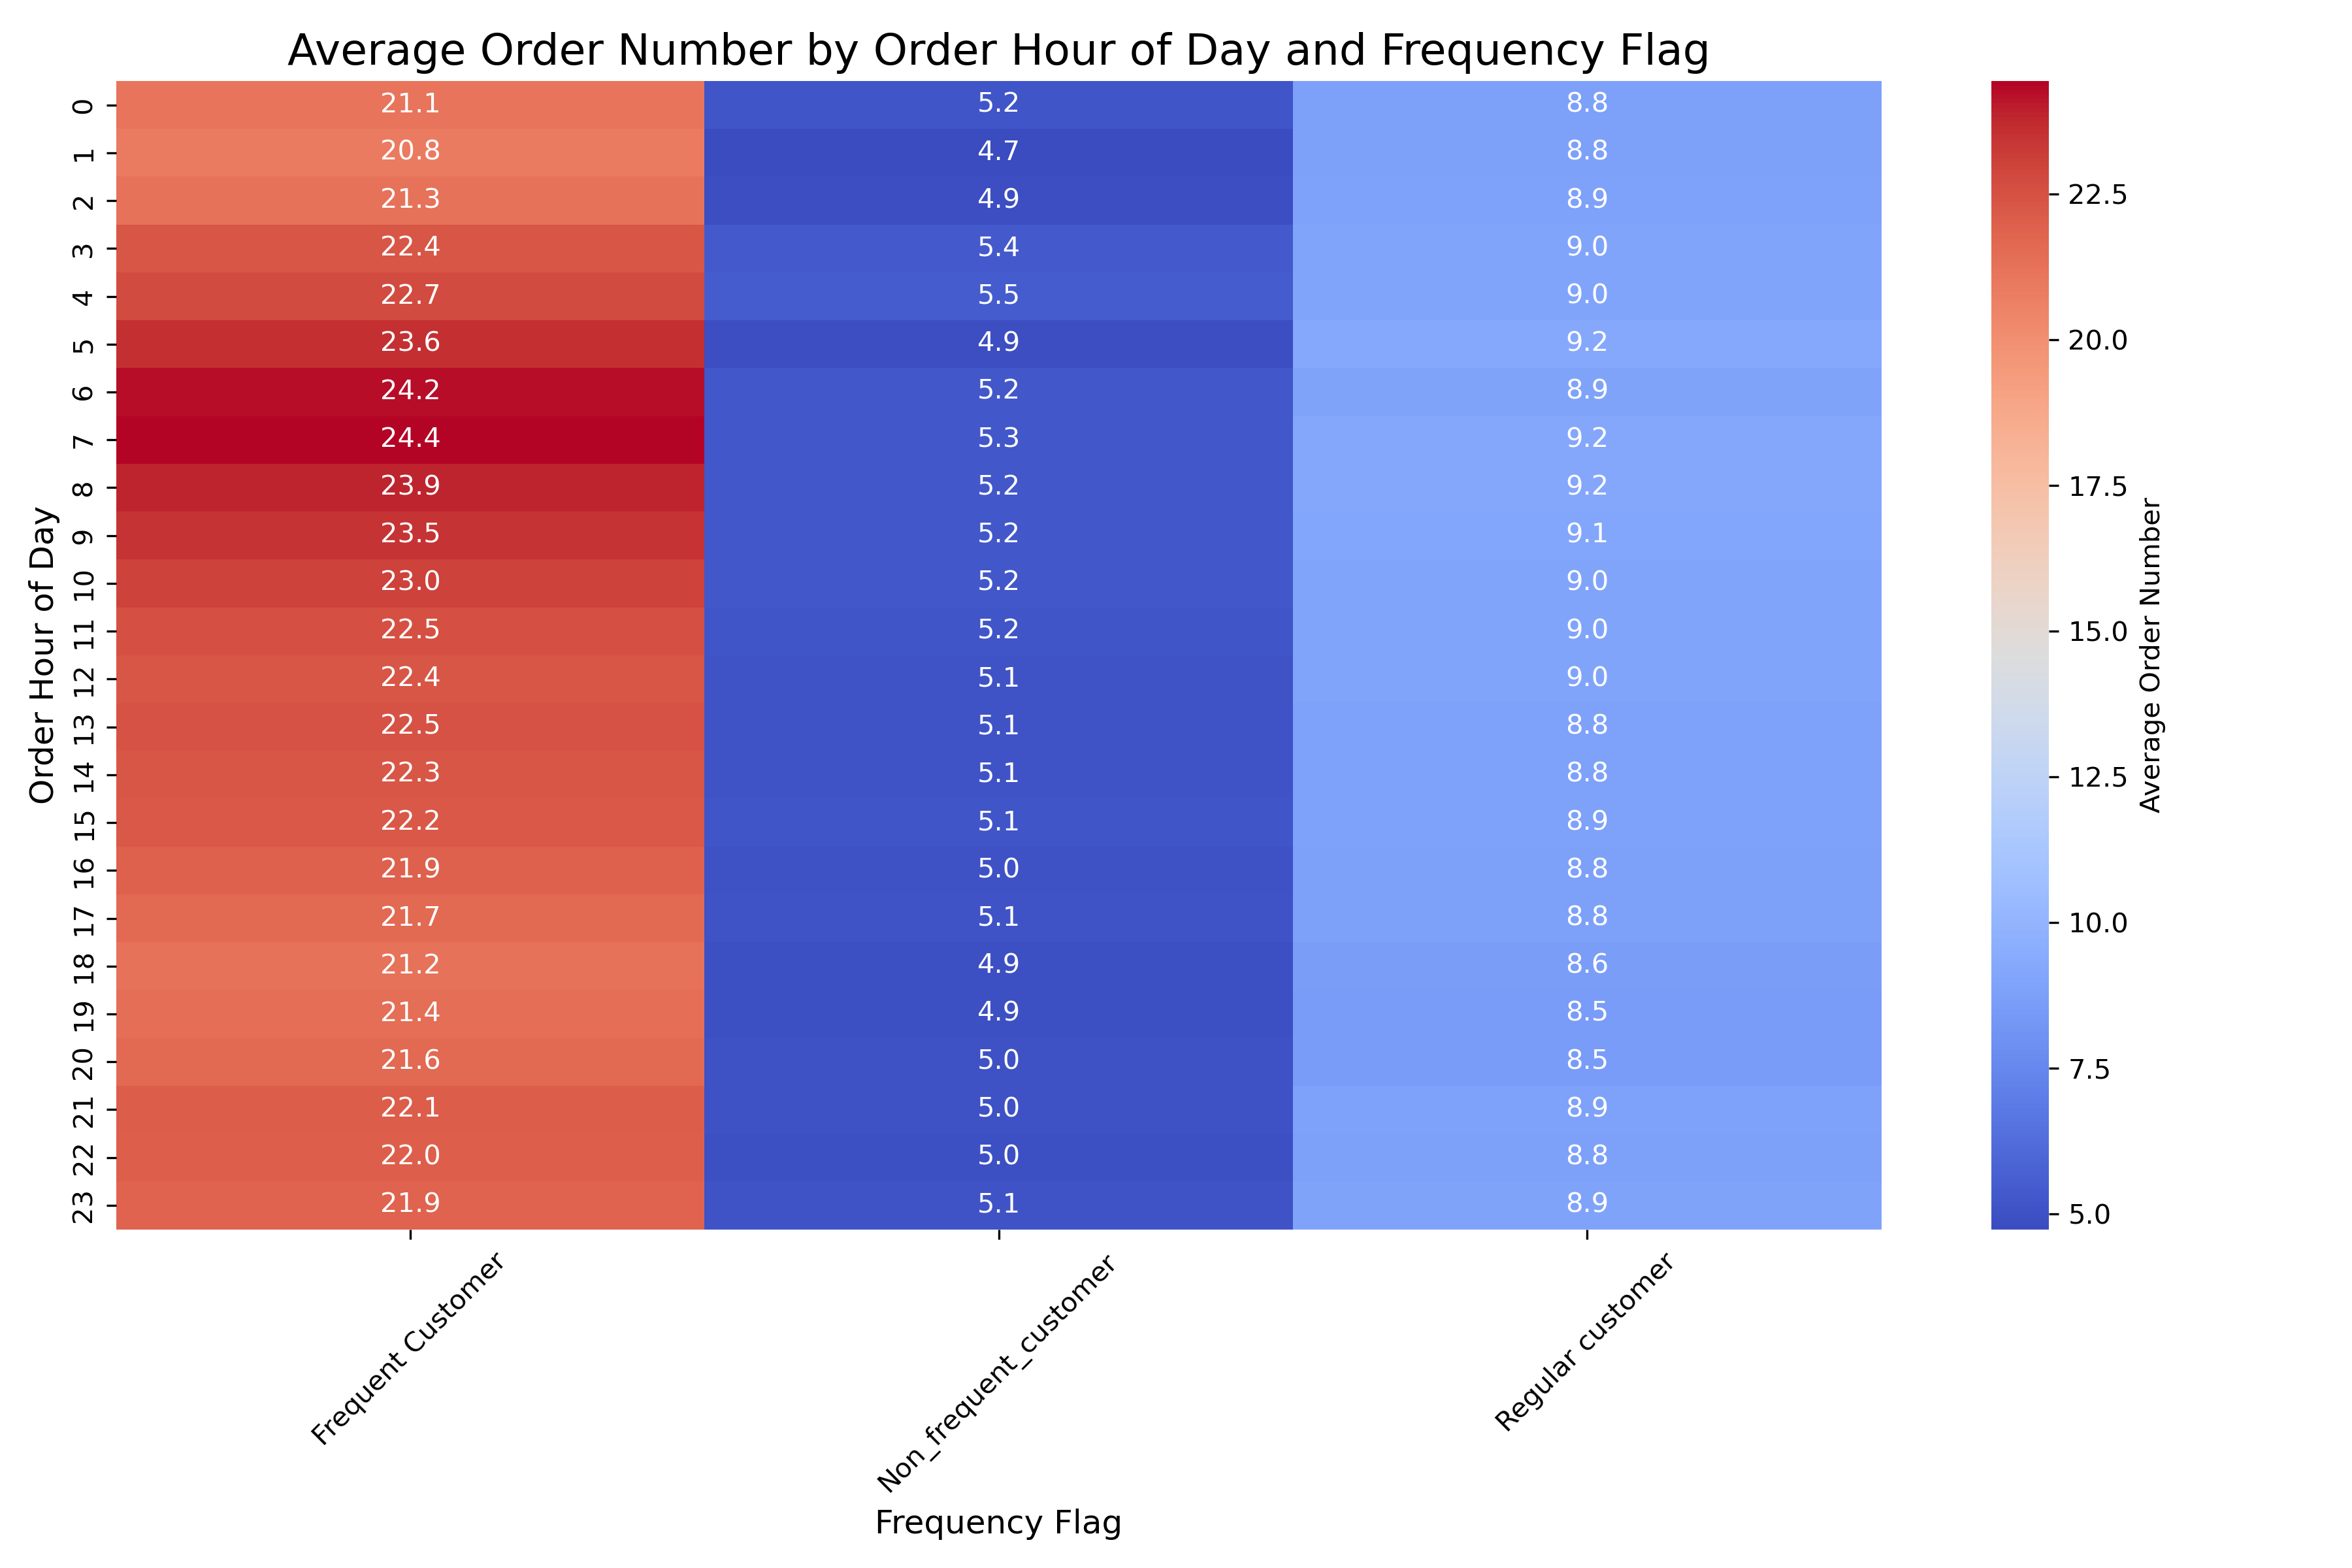 Average Order Number by Order Hour of Day and Frequency Flag
Order Hour of Day
0 21.1 5.2 8.8
1 20.8 4.7 8.8
2 21.3 4.9 8.9
3 22.4 5.4 9.0
4 22.7 5.5 9.0
5 23.6 4.9 9.2
6 24.2 5.2 8.9
7 24.4 5.3 9.2
8 23.9 5.2 9.2
9 23.5 5.2 9.1
10 23.0 5.2 9.0
11 22.5 5.2 9.0
12 22.4 5.1 9.0
13 22.5 5.1 8.8
14 22.3 5.1 8.8
15 22.2 5.1 8.9
16 21.9 5.0 8.8
17 21.7 5.1 8.8
18 21.2 4.9 8.6
19 21.4 4.9 8.5
20 21.6 5.0 8.5
21 22.1 5.0 8.9
22 22.0 5.0 8.8
23 21.9 5.1 8.9
Frequent Customer
Non_frequent_customer
Regular customer
Frequency Flag
22.5
20.0
17.5
15.0
12.5
10.0
7.5
5.0
Average Order Number